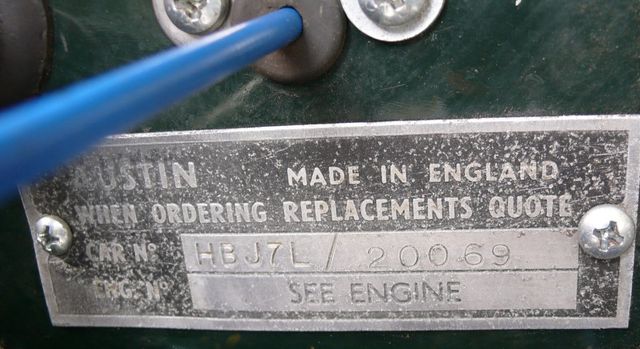 AUSTIN MADE IN ENGLAND
WHEN ORDERING REPLACEMENTS QUOTE
CAR Nº HBJ7L / 20069
ENG. Nº SEE ENGINE